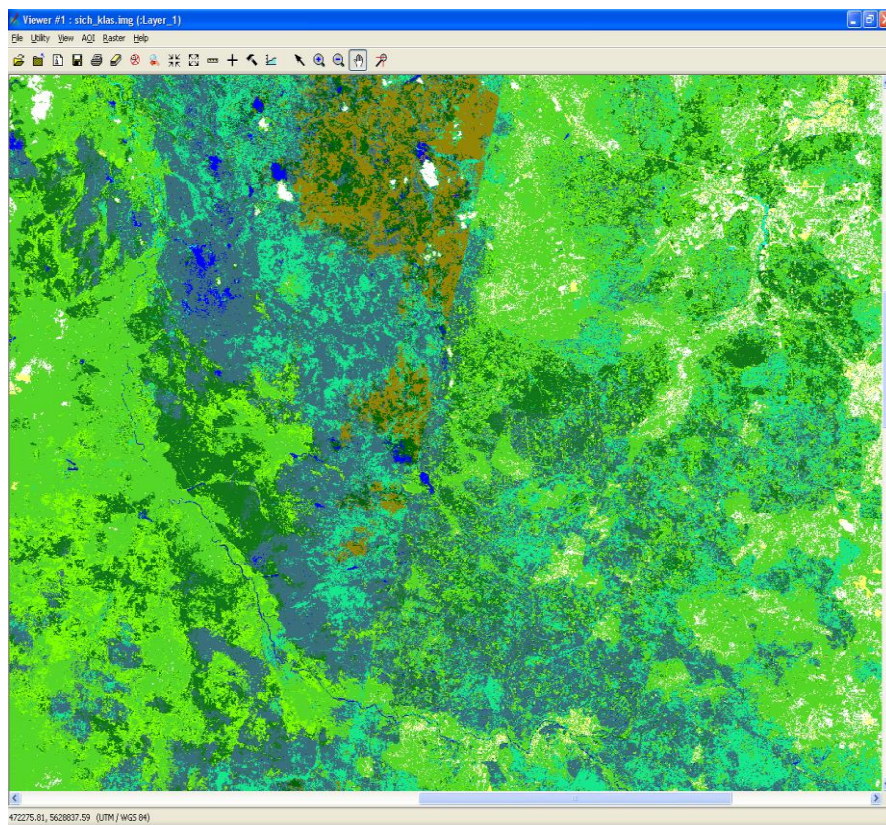 Viewer #1 : sich_klas.img (:Layer_1)
File Utility View AOI Raster Help
472275.81, 5628837.59 (UTM / WGS 84)